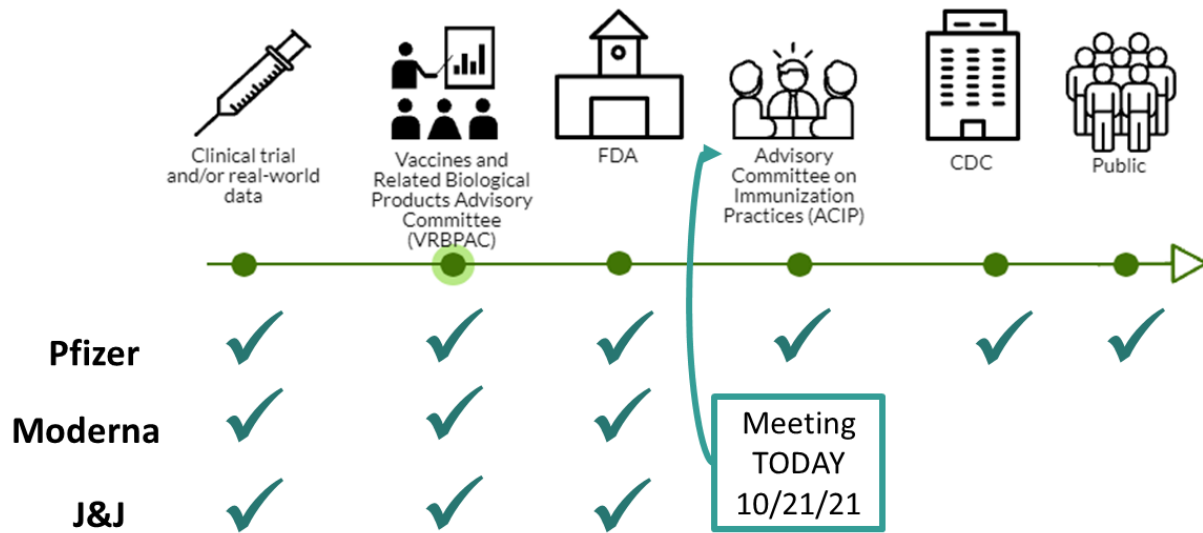 Clinical trial
and/or real-world
data
Vaccines and
Related Biological
Products Advisory
Committee
(VRBPAC)
FDA
Advisory
Committee on
Immunization
Practices (ACIP)
CDC
Public
Pfizer
Moderna
J&J
Meeting
TODAY
10/21/21